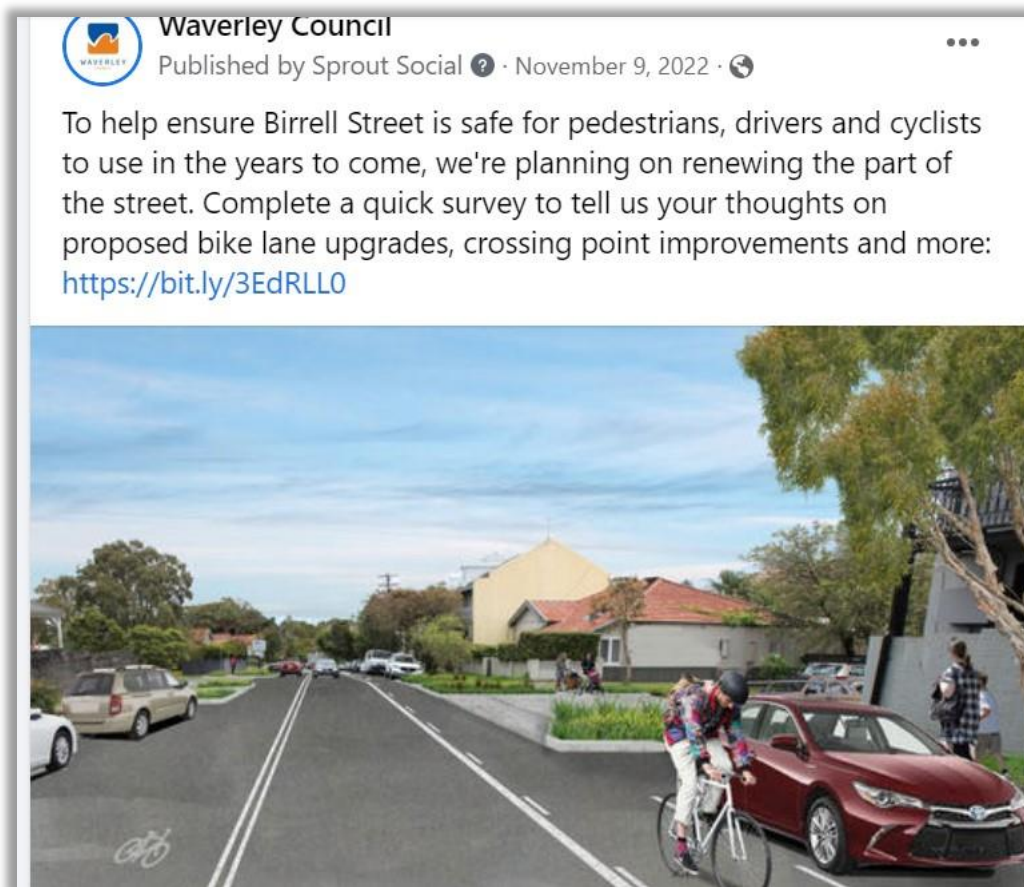 Waverley Council
WAVERLEY
Published by Sprout Social ? · November 9, 2022 ·
To help ensure Birrell Street is safe for pedestrians, drivers and cyclists
to use in the years to come, we're planning on renewing the part of
the street. Complete a quick survey to tell us your thoughts on
proposed bike lane upgrades, crossing point improvements and more:
https://bit.ly/3EdRLL0